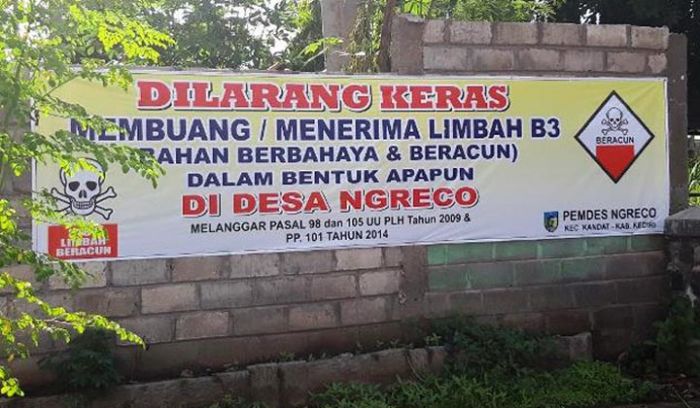 DILARANG KERAS
MEMBUANG / MENERIMA LIMBAH B3
BAHAN BERBAHAYA & BERACUN)
DALAM BENTUK APAPUN
DI DESA NGRECO
MELANGGAR PASAL 98 dan 105 UU PLH Tahun 2009 &
PP. 101 TAHUN 2014
BERACUN
LIMBAH
BERACUN
PEMDES NGRECO
KEC. KANDAT - KAB. KEDIRI